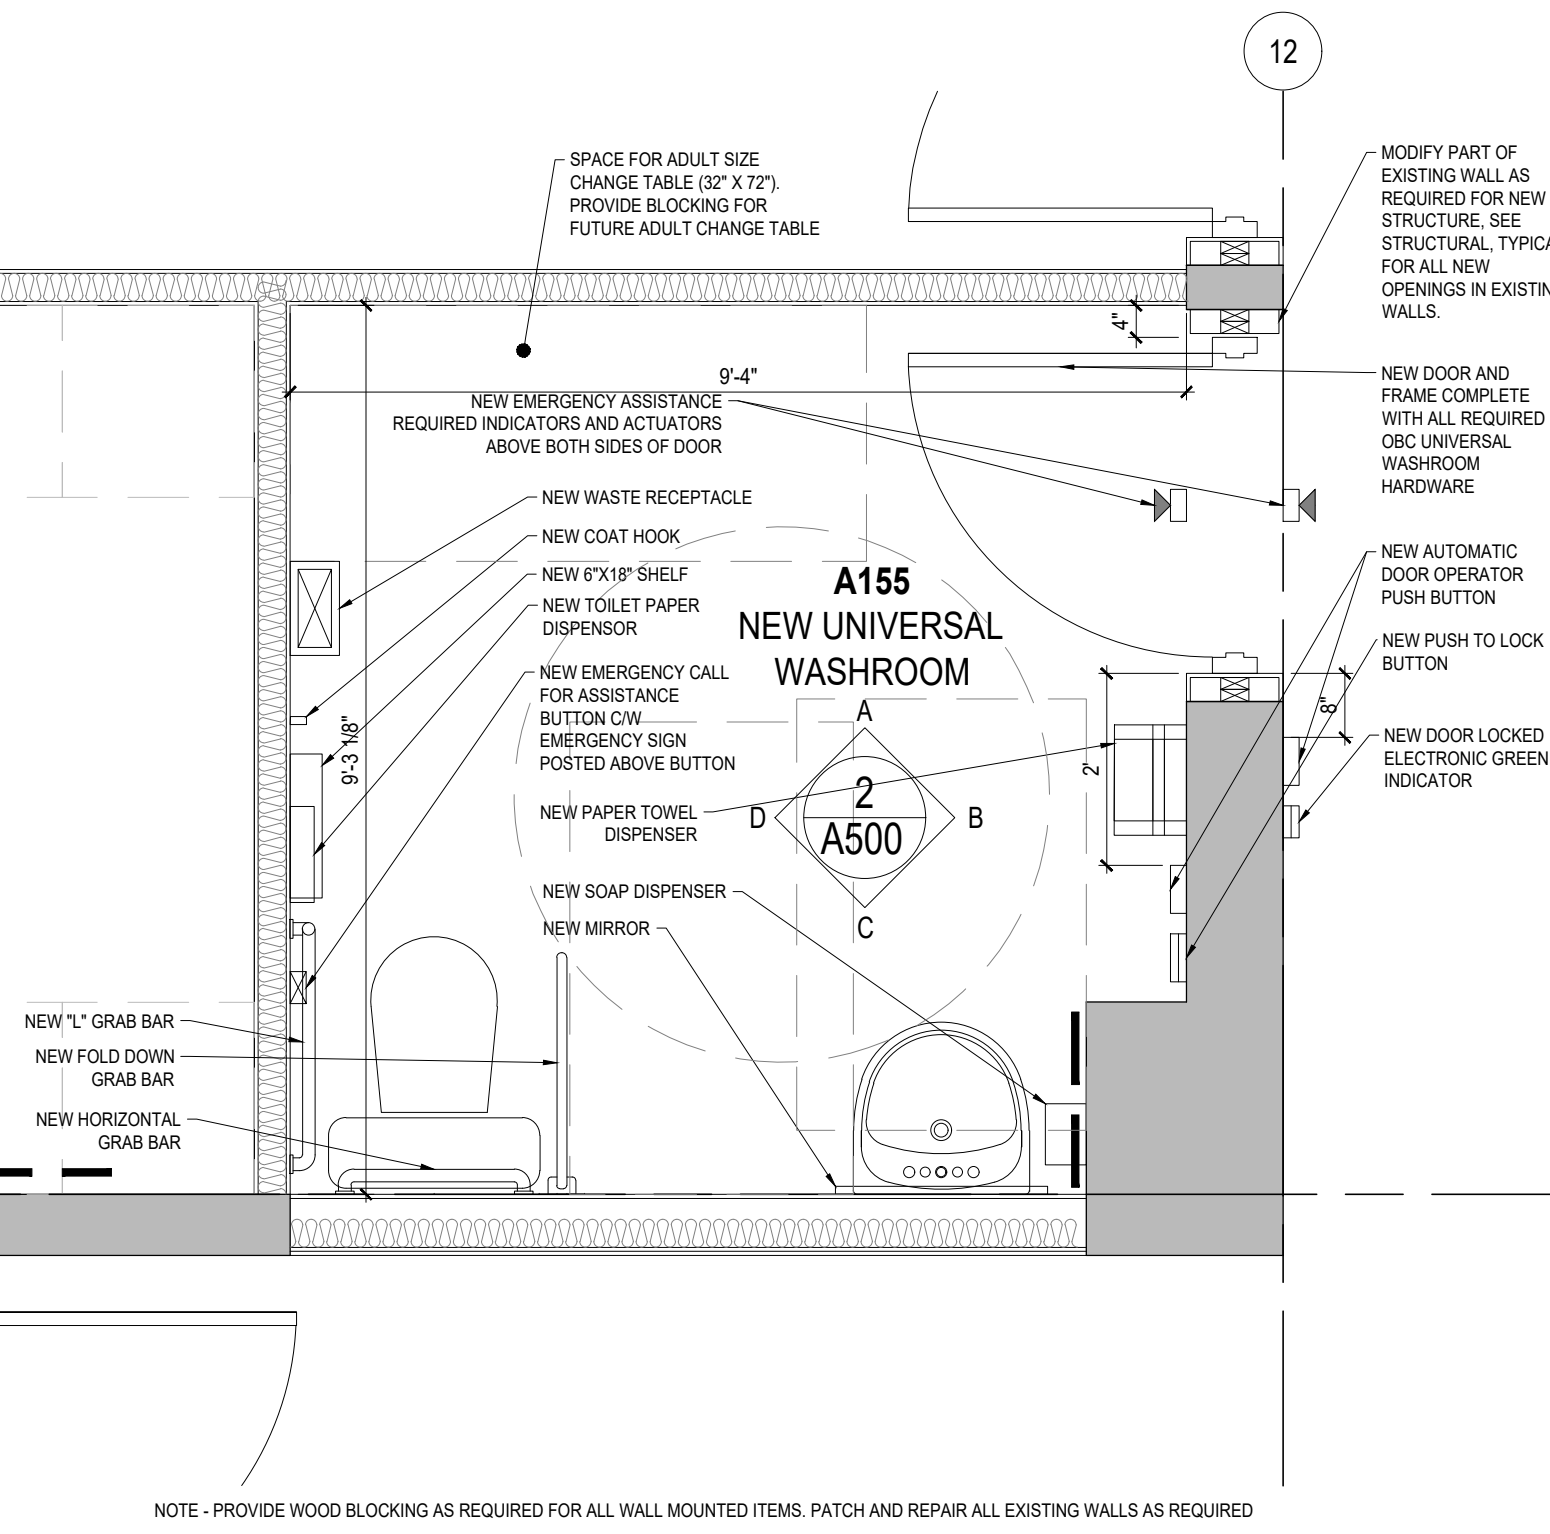 12
SPACE FOR ADULT SIZE
CHANGE TABLE (32" X 72").
PROVIDE BLOCKING FOR
FUTURE ADULT CHANGE TABLE
MODIFY PART OF
EXISTING WALL AS
REQUIRED FOR NEW
STRUCTURE, SEE
STRUCTURAL, TYPICA
FOR ALL NEW
OPENINGS IN EXISTIN
WALLS.
4"
9'-4"
NEW DOOR AND
FRAME COMPLETE
WITH ALL REQUIRED
OBC UNIVERSAL
WASHROOM
HARDWARE
NEW EMERGENCY ASSISTANCE
REQUIRED INDICATORS AND ACTUATORS
ABOVE BOTH SIDES OF DOOR
NEW WASTE RECEPTACLE
NEW COAT HOOK
NEW 6"X18" SHELF
NEW TOILET PAPER
DISPENSOR
NEW EMERGENCY CALL
FOR ASSISTANCE
BUTTON C/W
EMERGENCY SIGN
POSTED ABOVE BUTTON
A155
NEW UNIVERSAL
WASHROOM
NEW AUTOMATIC
DOOR OPERATOR
PUSH BUTTON
NEW PUSH TO LOCK
BUTTON
8"
NEW DOOR LOCKED
ELECTRONIC GREEN
INDICATOR
9'-3 1/8"
2'
A
D
2
A500
B
C
NEW PAPER TOWEL
DISPENSER
NEW SOAP DISPENSER
NEW MIRROR
NEW "L" GRAB BAR
NEW FOLD DOWN
GRAB BAR
NEW HORIZONTAL
GRAB BAR
NOTE - PROVIDE WOOD BLOCKING AS REQUIRED FOR ALL WALL MOUNTED ITEMS. PATCH AND REPAIR ALL EXISTING WALLS AS REQUIRED